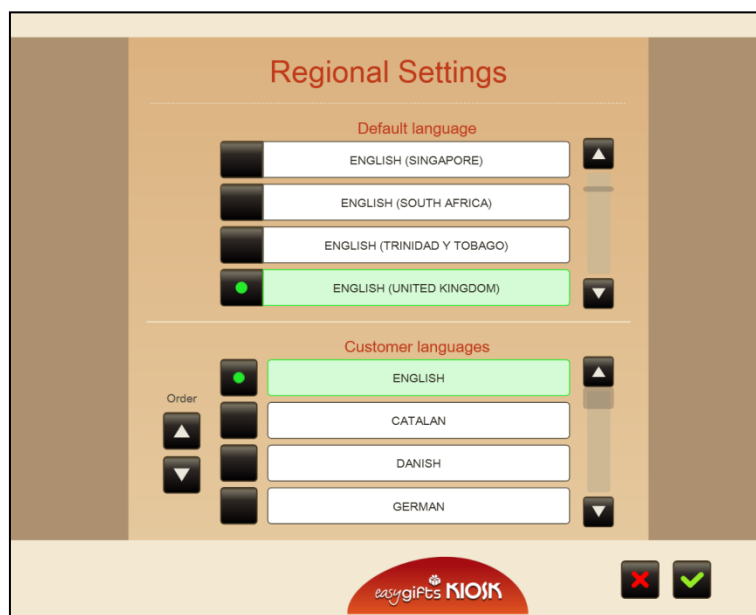 Regional Settings
Default language
ENGLISH (SINGAPORE)
ENGLISH (SOUTH AFRICA)
ENGLISH (TRINIDAD Y TOBAGO)
ENGLISH (UNITED KINGDOM)
Customer languages
ENGLISH
Order
CATALAN
DANISH
GERMAN
easygifts KIOSK